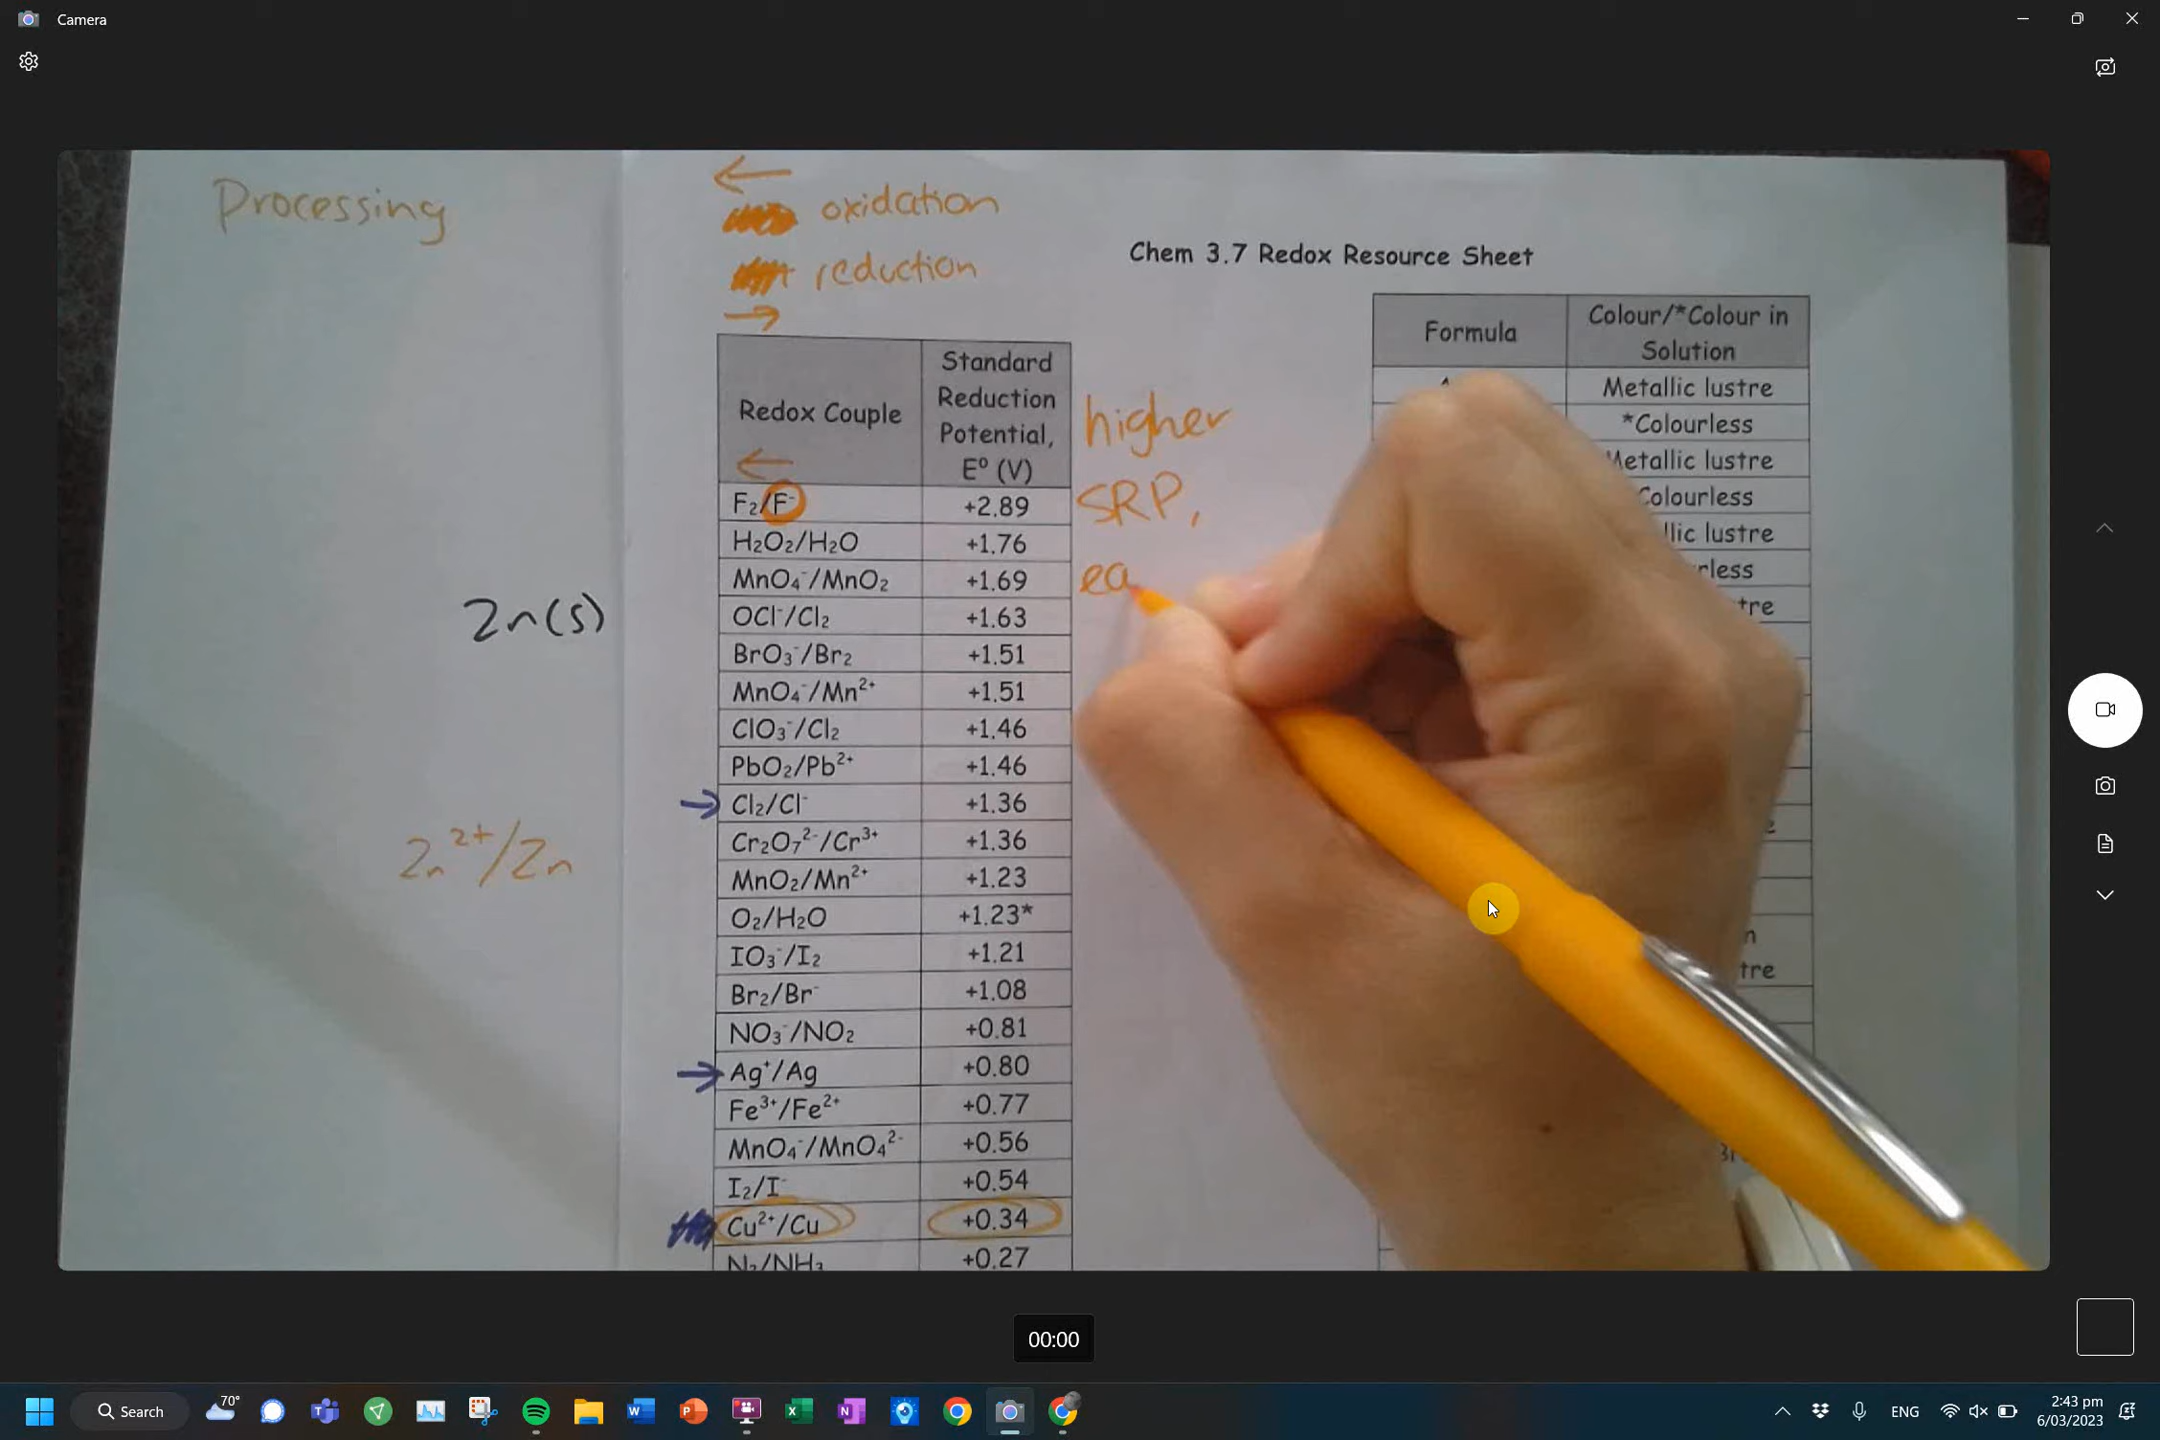 Camera
Processing
oxidation
reduction
Chem 3.7 Redox Resource Sheet
Redox Couple
Standard
Reduction
Potential,
E⁰ (V)
F₂/F⁻ +2.89
H₂O₂/H₂O +1.76
MnO₄⁻/MnO₂ +1.69
OCl⁻/Cl₂ +1.63
BrO₃⁻/Br₂ +1.51
MnO₄⁻/Mn²⁺ +1.51
ClO₃⁻/Cl₂ +1.46
PbO₂/Pb²⁺ +1.46
Cl₂/Cl⁻ +1.36
Cr₂O₇²⁻/Cr³⁺ +1.36
MnO₂/Mn²⁺ +1.23
O₂/H₂O +1.23*
IO₃⁻/I₂ +1.21
Br₂/Br⁻ +1.08
NO₃⁻/NO₂ +0.81
Ag⁺/Ag +0.80
Fe³⁺/Fe²⁺ +0.77
MnO₄⁻/MnO₄²⁻ +0.56
I₂/I⁻ +0.54
Cu²⁺/Cu +0.34
N₂/NH₃ +0.27
Zn(s)
Zn²⁺/Zn
higher
SRP,
ea
Formula
Colour/*Colour in
Solution
Metallic lustre
*Colourless
Metallic lustre
00:00
70°
Search
ENG
2:43 pm
6/03/2023